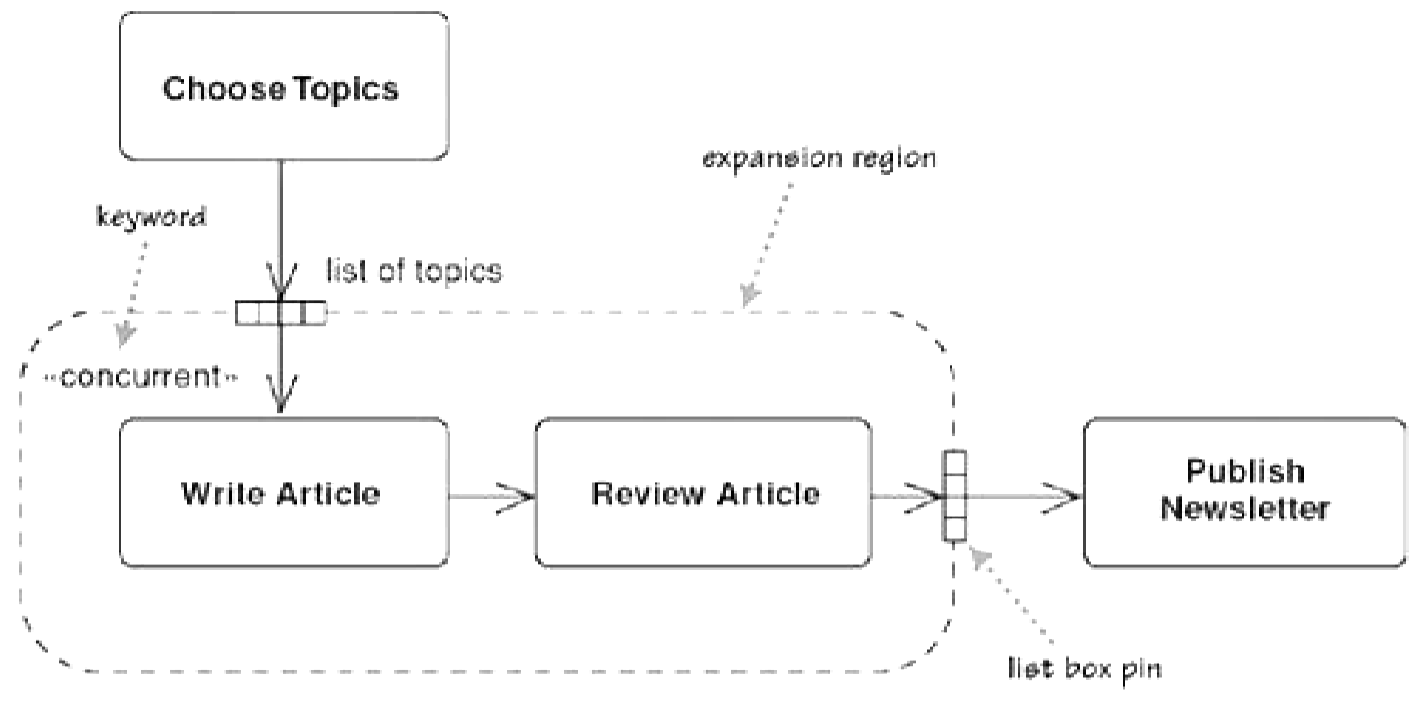 Choose Topics
expansion region
keyword
list of topics
«concurrent»
Write Article
Review Article
Publish
Newsletter
list box pin